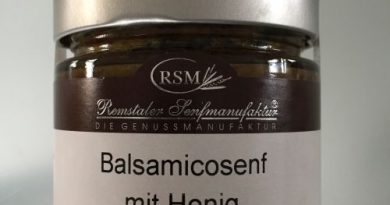 RSM
Remstaler Senfmanufaktur®
DIE GENUSSMANUFAKTUR
Balsamicosenf
mit Honig